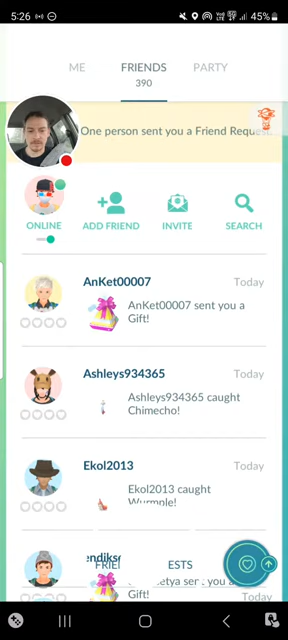 5:26
45%
ME
FRIENDS
PARTY
390
One person sent you a Friend Request.
ONLINE
ADD FRIEND
INVITE
SEARCH
AnKet00007
Today
AnKet00007 sent you a
Gift!
Ashleys934365
Today
Ashleys934365 caught
Chimecho!
Ekol2013
Today
Ekol2013 caught
Wurmple!
Today
Gift!